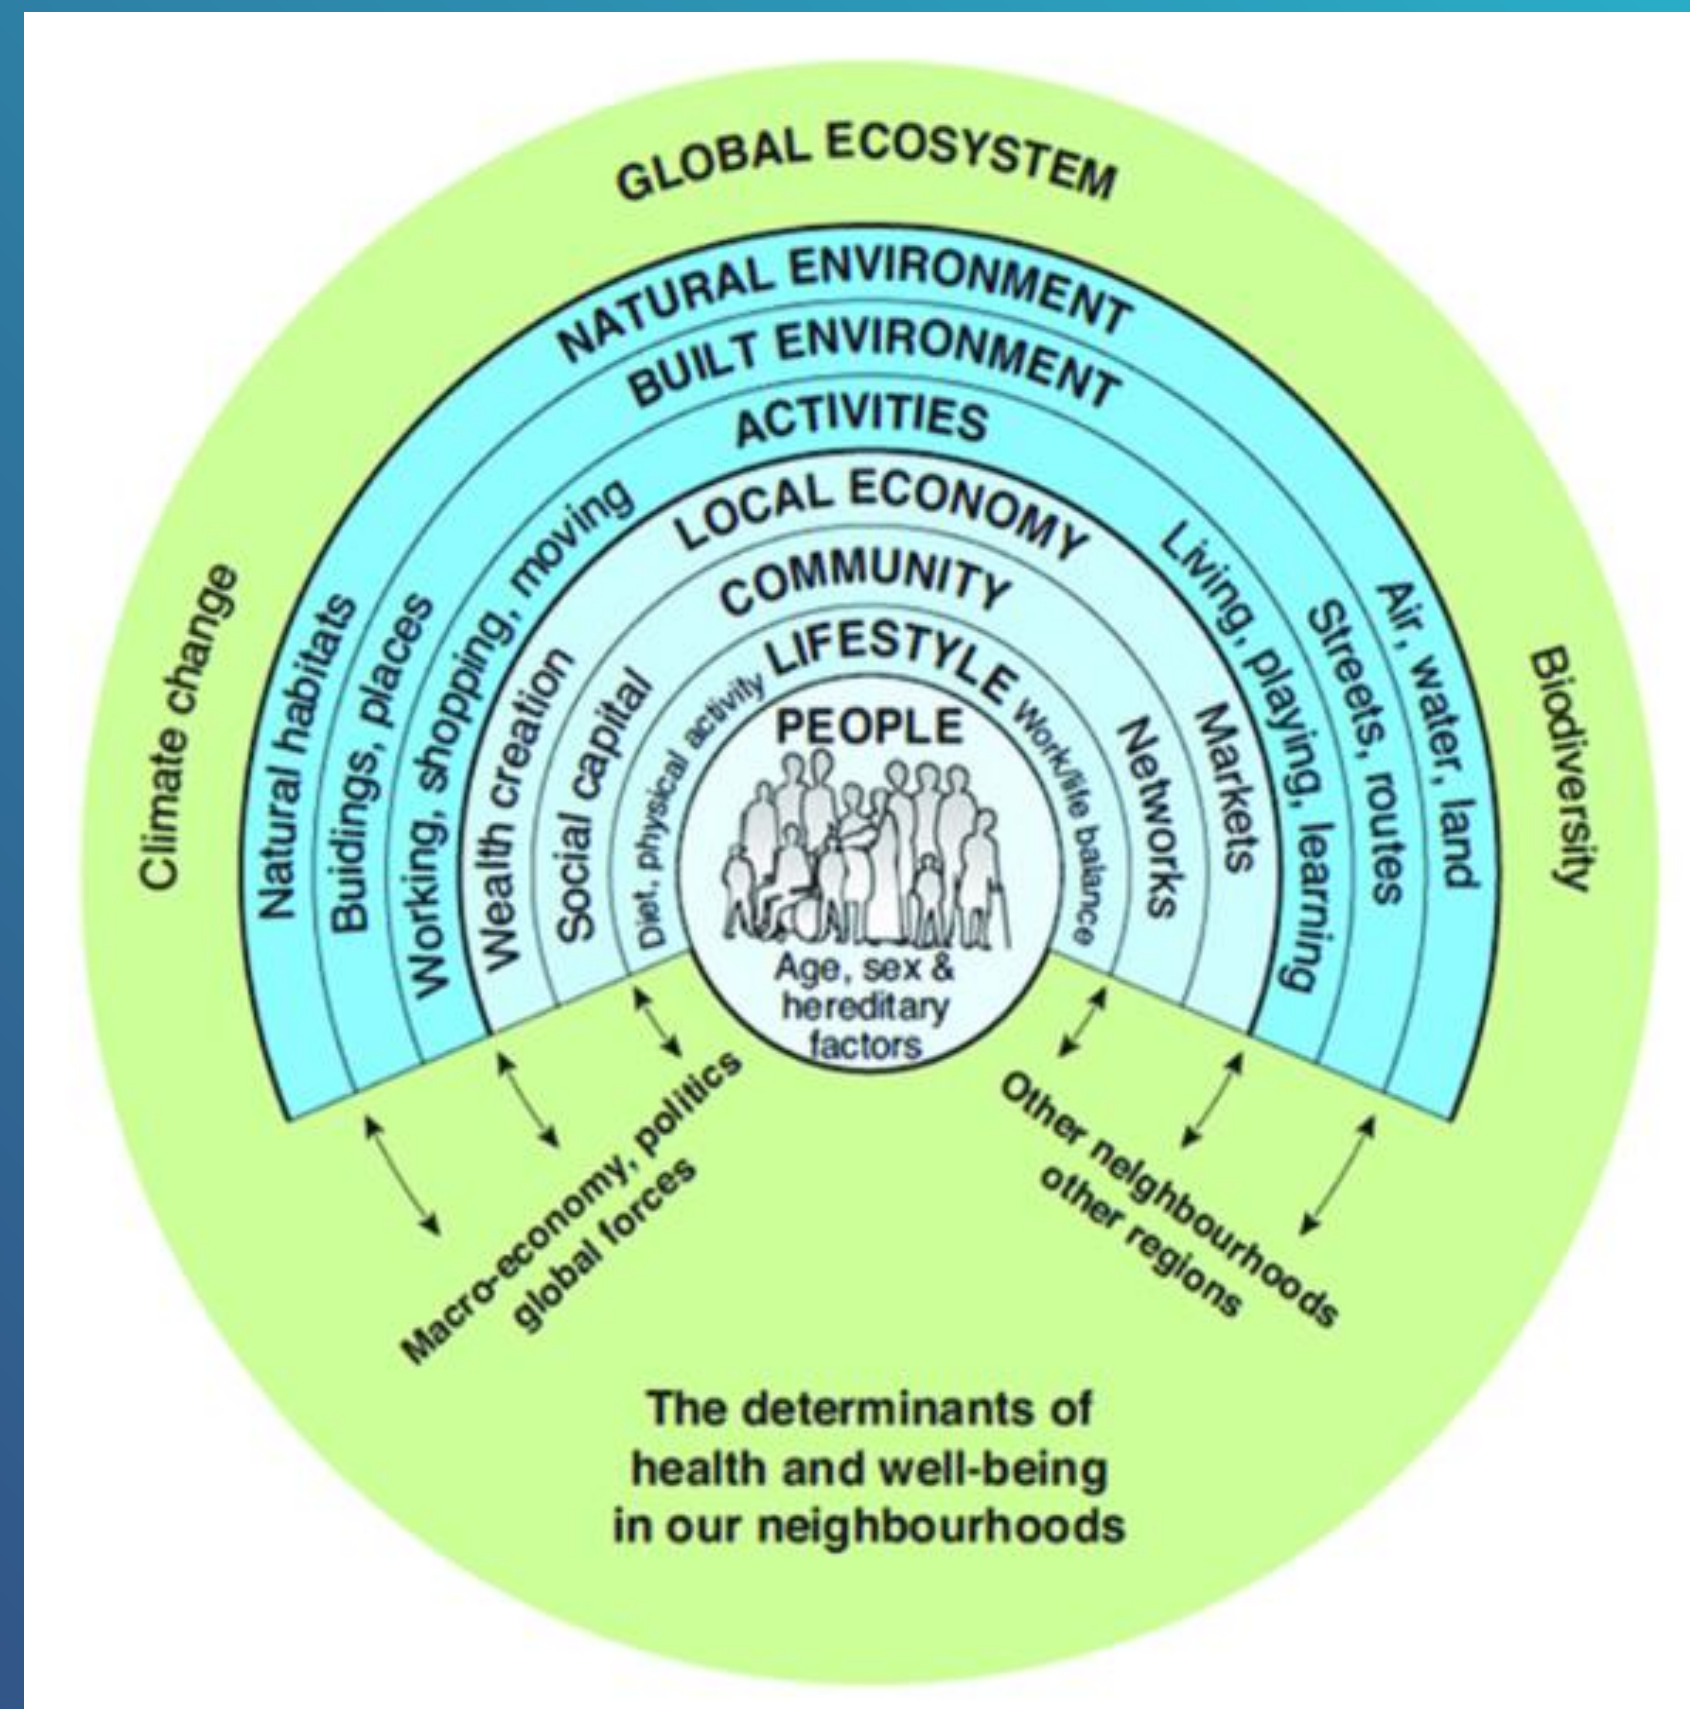 GLOBAL ECOSYSTEM
NATURAL ENVIRONMENT
BUILT ENVIRONMENT
ACTIVITIES
LOCAL ECONOMY
COMMUNITY
LIFESTYLE
PEOPLE
Age, sex &
hereditary
factors
Climate change
Natural habitats
Buidings, places
Working, shopping, moving
Wealth creation
Social capital
Diet, physical activity
Work/life balance
Networks
Markets
Living, playing, learning
Streets, routes
Air, water, land
Biodiversity
Macro-economy, politics
global forces
Other neighbourhoods
other regions
The determinants of
health and well-being
in our neighbourhoods